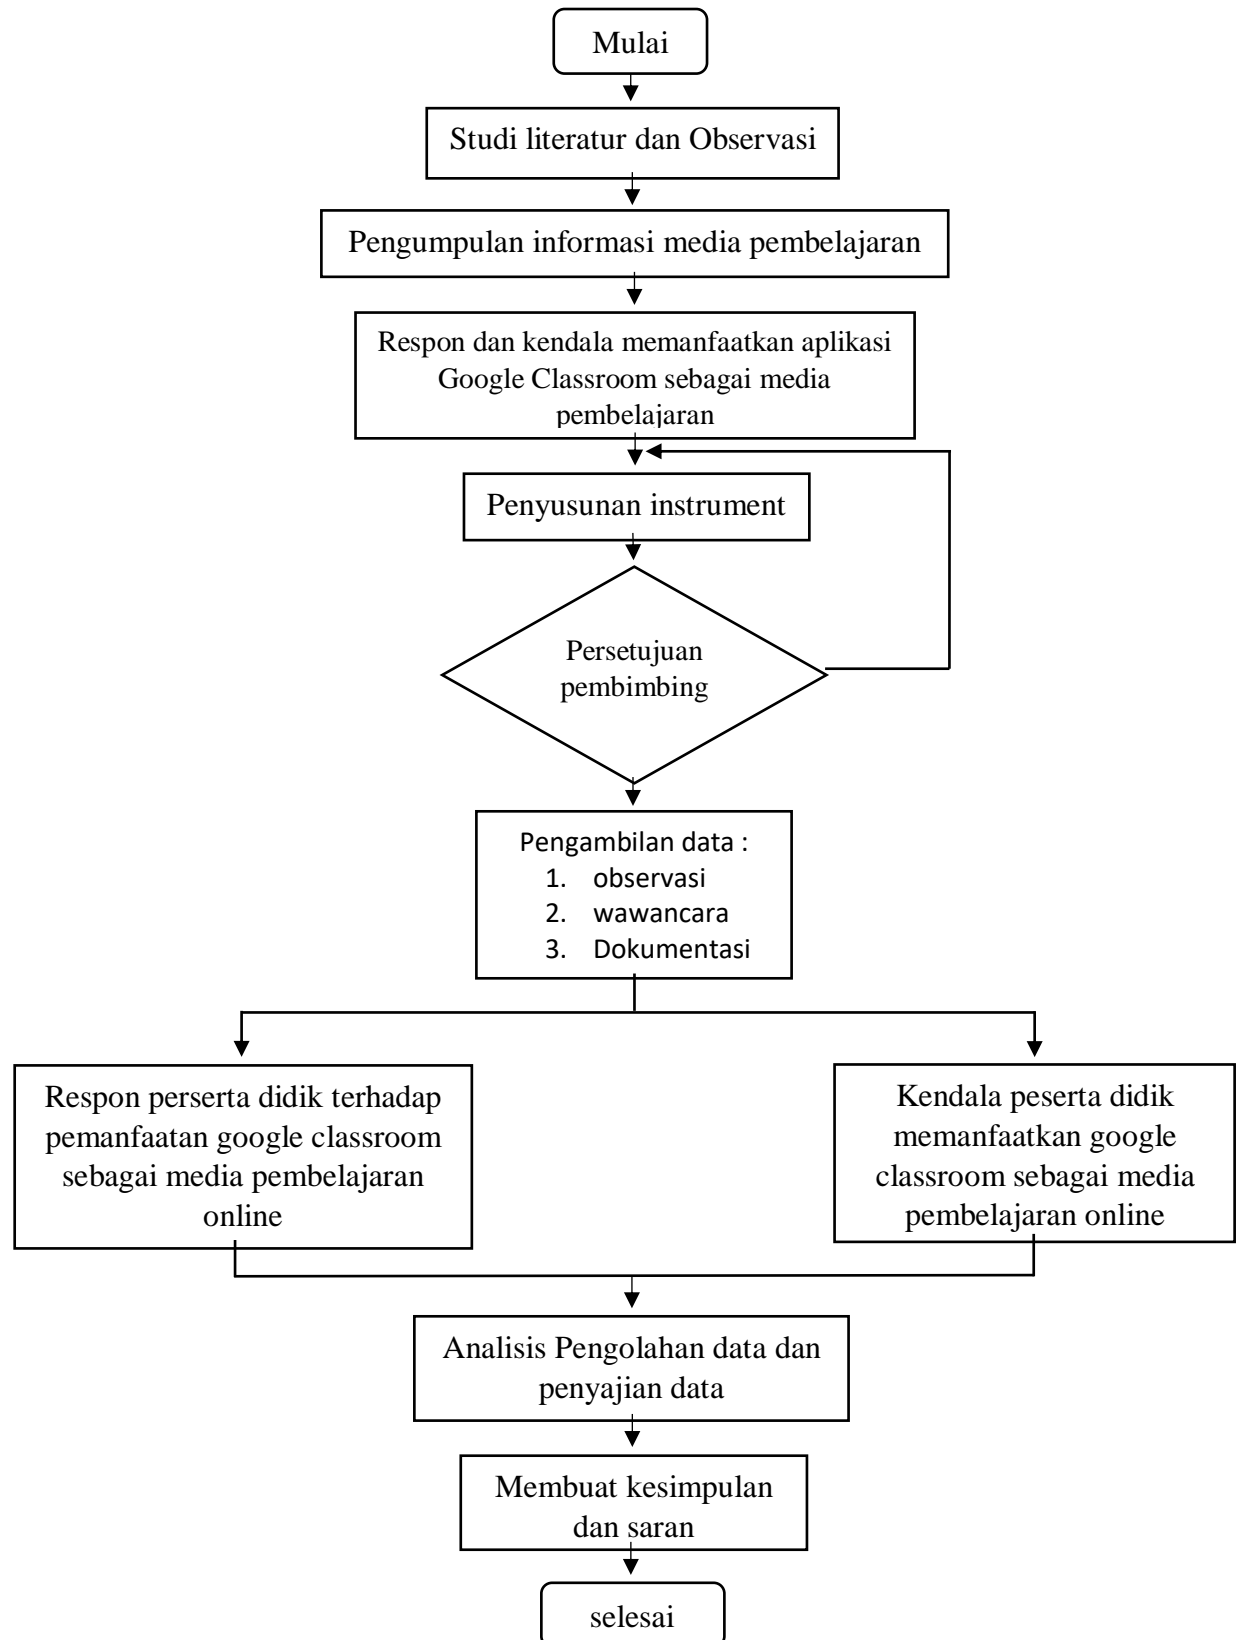 Mulai
Studi literatur dan Observasi
Pengumpulan informasi media pembelajaran
Respon dan kendala memanfaatkan aplikasi
Google Classroom sebagai media
pembelajaran
Penyusunan instrument
Persetujuan
pembimbing
Pengambilan data :
1. observasi
2. wawancara
3. Dokumentasi
Respon perserta didik terhadap
pemanfaatan google classroom
sebagai media pembelajaran
online
Kendala peserta didik
memanfaatkan google
classroom sebagai media
pembelajaran online
Analisis Pengolahan data dan
penyajian data
Membuat kesimpulan
dan saran
selesai